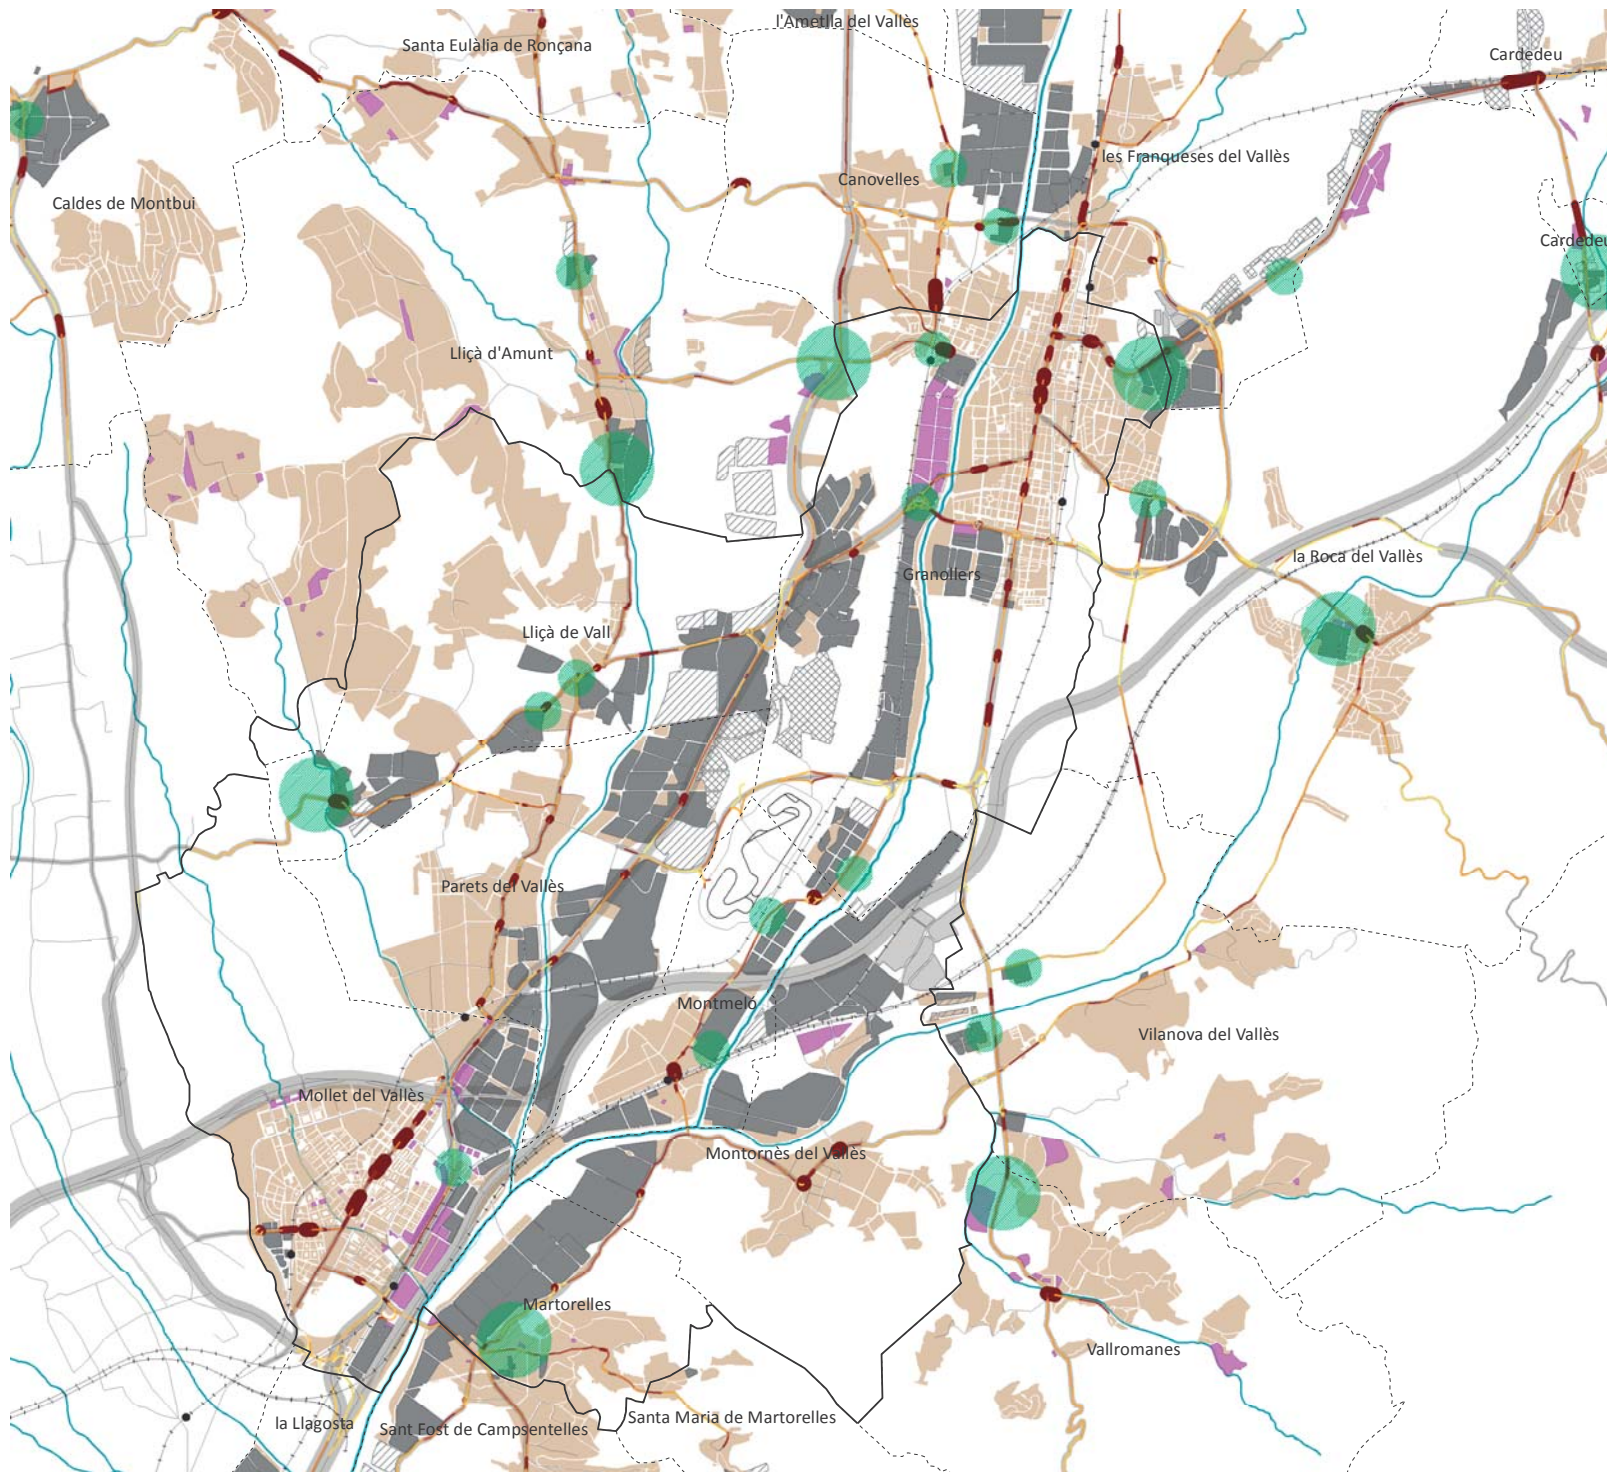 l'Ametlla del Vallès
Santa Eulàlia de Ronçana
Cardedeu
les Franqueses del Vallès
Canovelles
Caldes de Montbui
Cardedeu
Lliçà d'Amunt
la Roca del Vallès
Granollers
Lliçà de Vall
Parets del Vallès
Montmeló
Vilanova del Vallès
Mollet del Vallès
Montornès del Vallès
Martorelles
Vallromanes
Santa Maria de Martorelles
la Llagosta
Sant Fost de Campsentelles